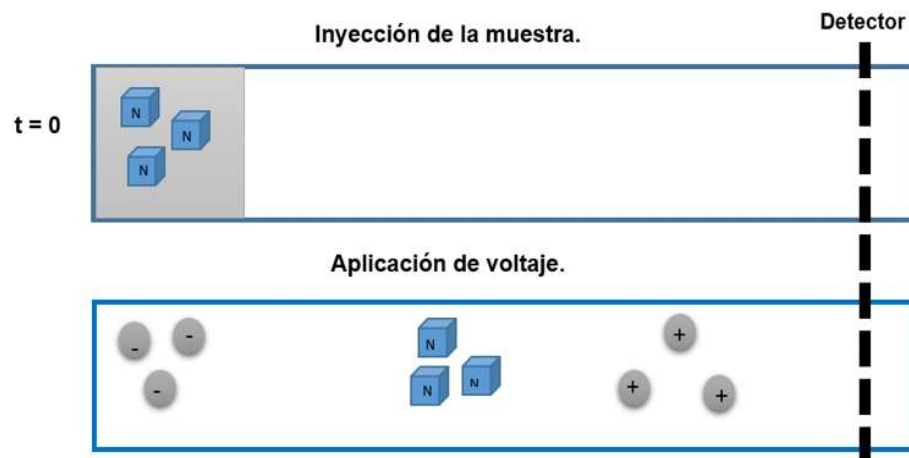 Detector
Inyección de la muestra.
t = 0
N
N
N
Aplicación de voltaje.
- - -
N
N N
+
+ +